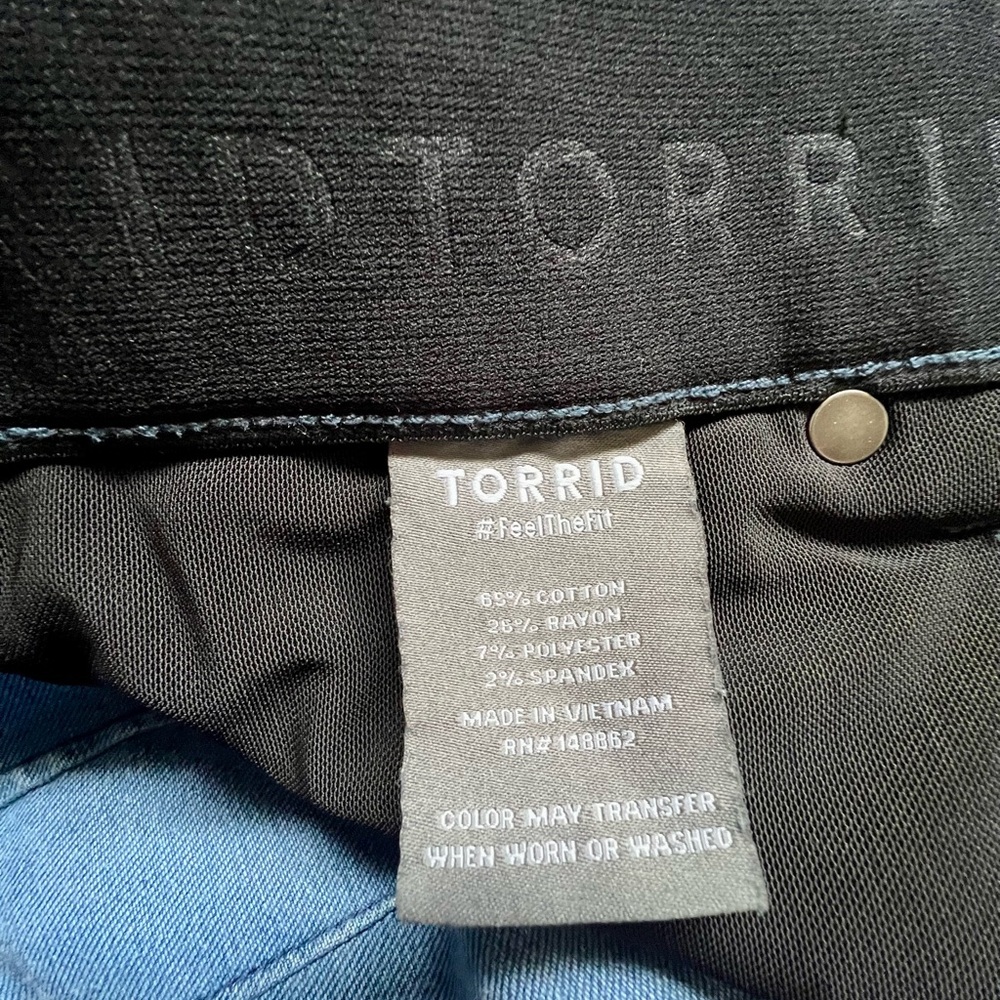 IDTORRI
TORRID
#FeelTheFit
65% COTTON
26% RAYON
7% POLYESTER
2% SPANDEX
MADE IN VIETNAM
RN# 148862
COLOR MAY TRANSFER
WHEN WORN OR WASHED